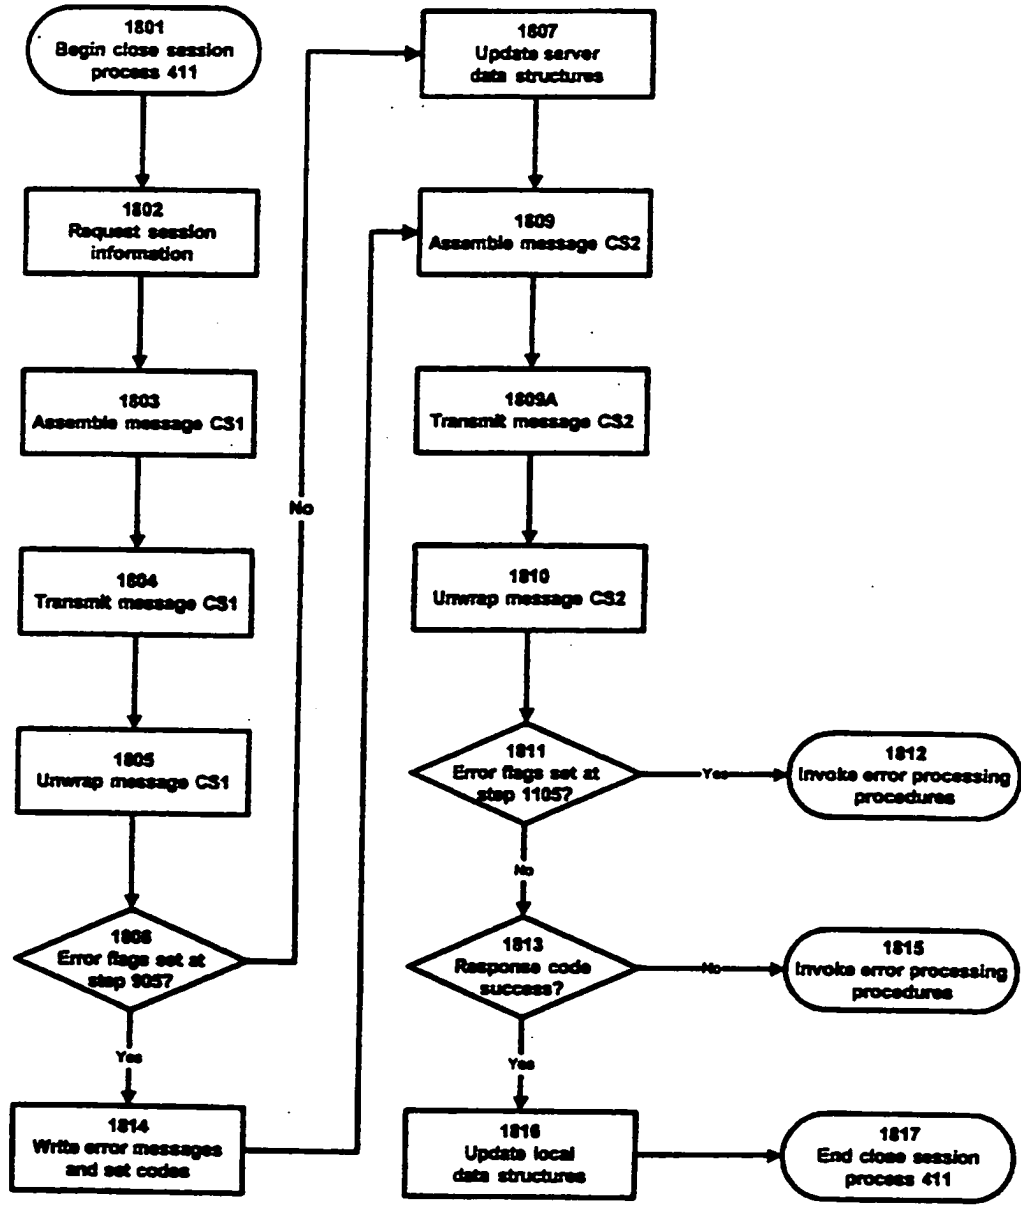 1801
Begin close session
process 411
1802
Request session
information
1803
Assemble message CS1
1804
Transmit message CS1
1805
Unwrap message CS1
1806
Error flags set at
step 905?
Yes
No
1814
Write error messages
and set codes
1807
Update server
data structures
1809
Assemble message CS2
1809A
Transmit message CS2
1810
Unwrap message CS2
1811
Error flags set at
step 1105?
Yes
1812
Invoke error processing
procedures
No
1813
Response code
success?
No
1815
Invoke error processing
procedures
Yes
1816
Update local
data structures
1817
End close session
process 411